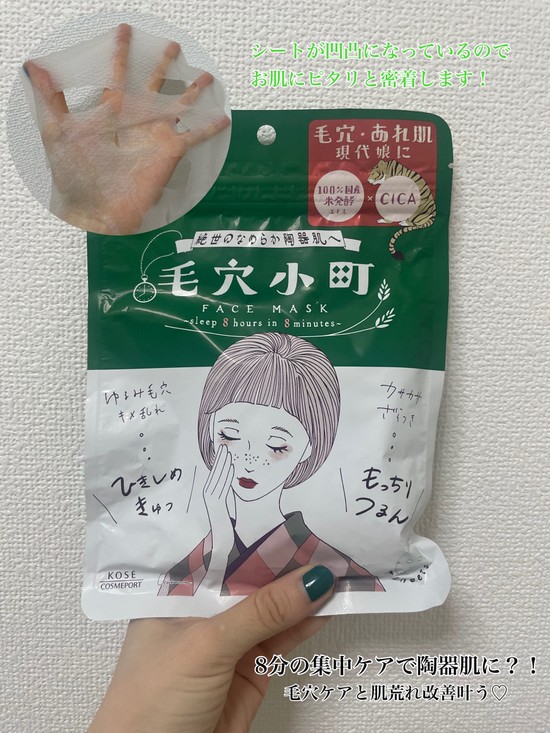 シートが凹凸になっているので
お肌にピタリと密着します！
毛穴・あれ肌
現代娘に
100%国産
米発酵
エキス
×
CICA
絶世のなめらか陶器肌へ
毛穴小町
FACE MASK
~sleep 8 hours in 8 minutes~
ゆるみ毛穴
キメ乱れ
ひきしめ
きゅっ
カサカサ
ざらつき
もっちり
つるん
KOSE
COSMEPORT
8分の集中ケアで陶器肌に？！
毛穴ケアと肌荒れ改善叶う♡